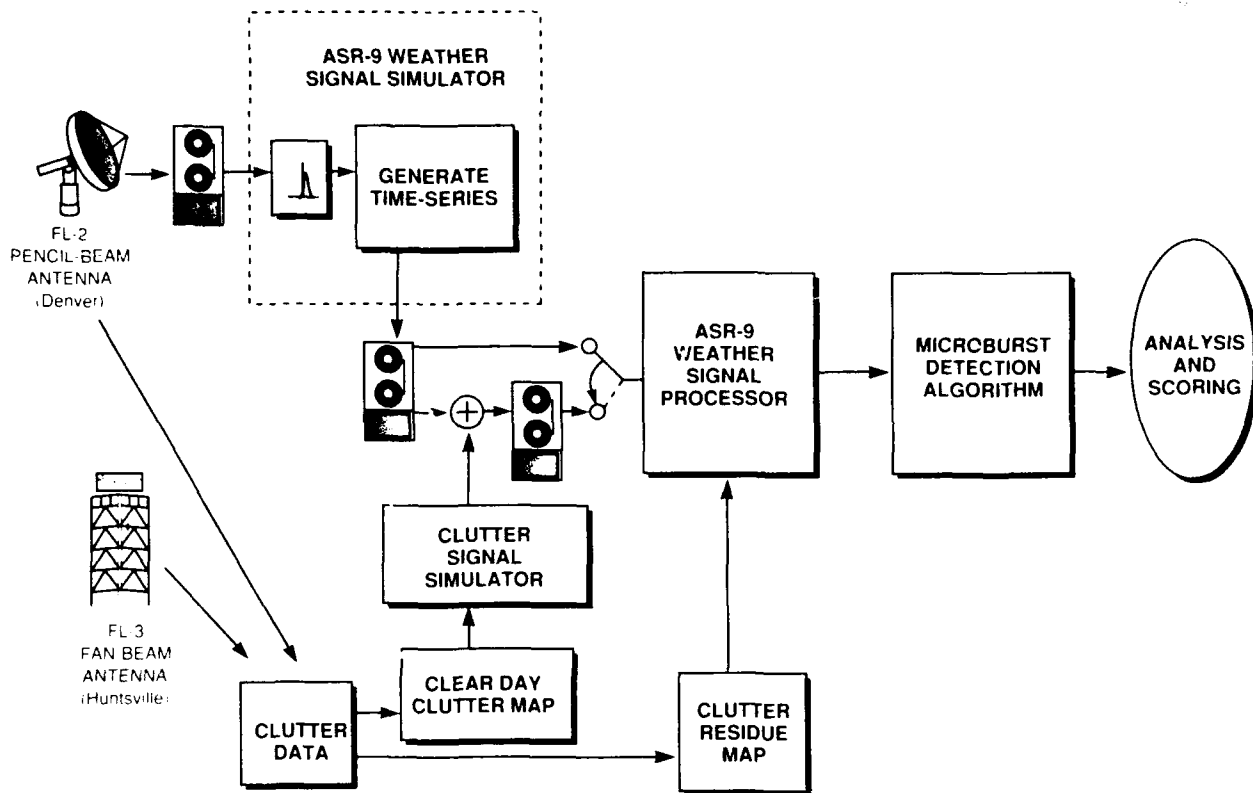 ASR-9 WEATHER
SIGNAL SIMULATOR
GENERATE
TIME-SERIES
FL-2
PENCIL-BEAM
ANTENNA
(Denver)
ASR-9
WEATHER
SIGNAL
PROCESSOR
MICROBURST
DETECTION
ALGORITHM
ANALYSIS
AND
SCORING
CLUTTER
SIGNAL
SIMULATOR
FL-3
FAN BEAM
ANTENNA
(Huntsville)
CLEAR DAY
CLUTTER MAP
CLUTTER
DATA
CLUTTER
RESIDUE
MAP